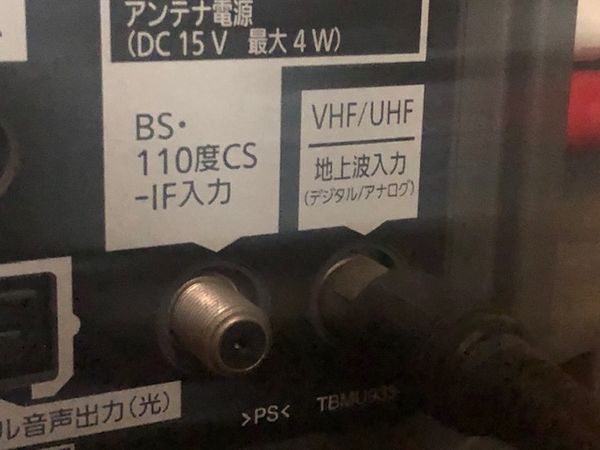 アンテナ電源
(DC 15 V 最大 4 W)
BS・
110度CS
-IF入力
VHF/UHF
地上波入力
(デジタル/アナログ)
ル音声出力(光)
>PS<